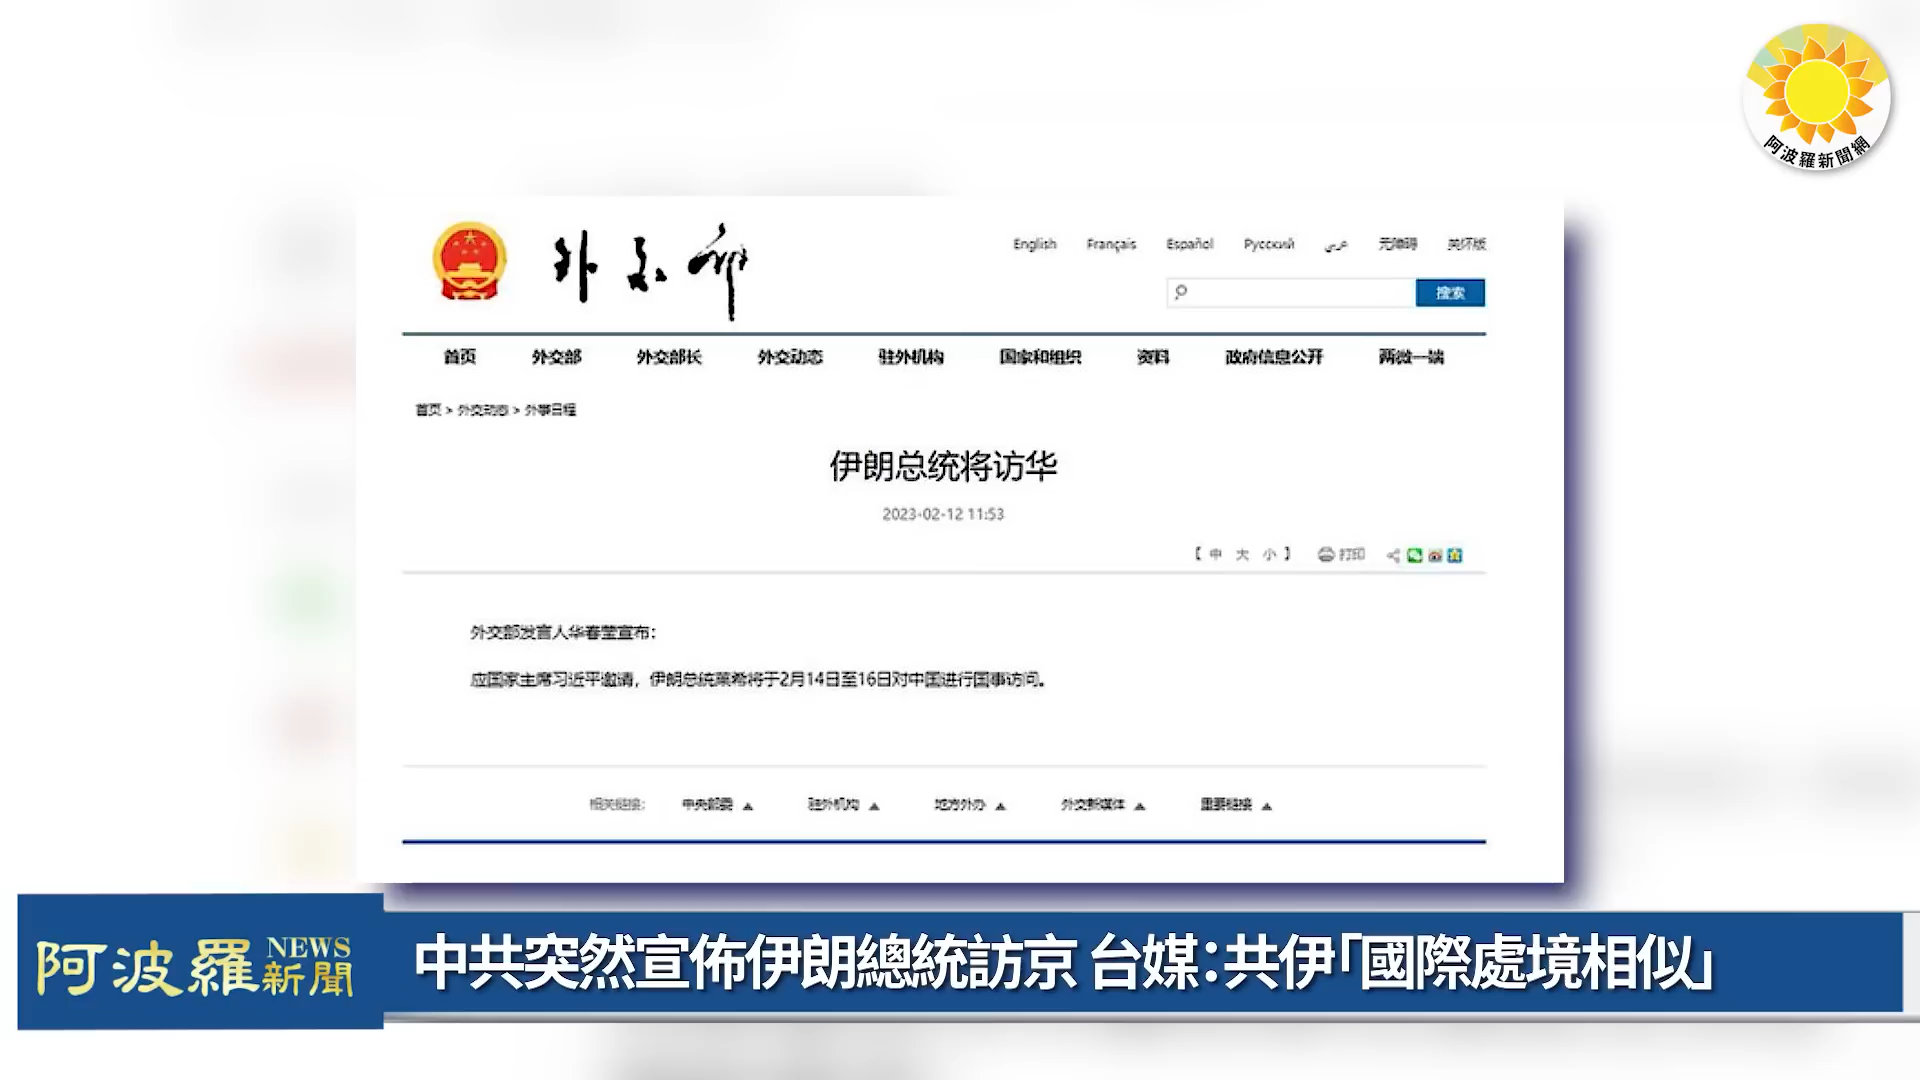 阿波羅新聞網
外交部
English Français Español Русский عربي 无障碍 关怀版
搜索
首页 外交部 外交部长 外交动态 驻外机构 国家和组织 资料 政府信息公开 两微一端
首页 > 外交动态 > 外事日程
伊朗总统将访华
2023-02-12 11:53
【 中 大 小 】 打印
外交部发言人华春莹宣布：
应国家主席习近平邀请，伊朗总统莱希将于2月14日至16日对中国进行国事访问。
相关链接： 中央部委 驻外机构 地方外办 外交新媒体 重要链接
阿波羅 NEWS 新聞
中共突然宣佈伊朗總統訪京 台媒：共伊「國際處境相似」